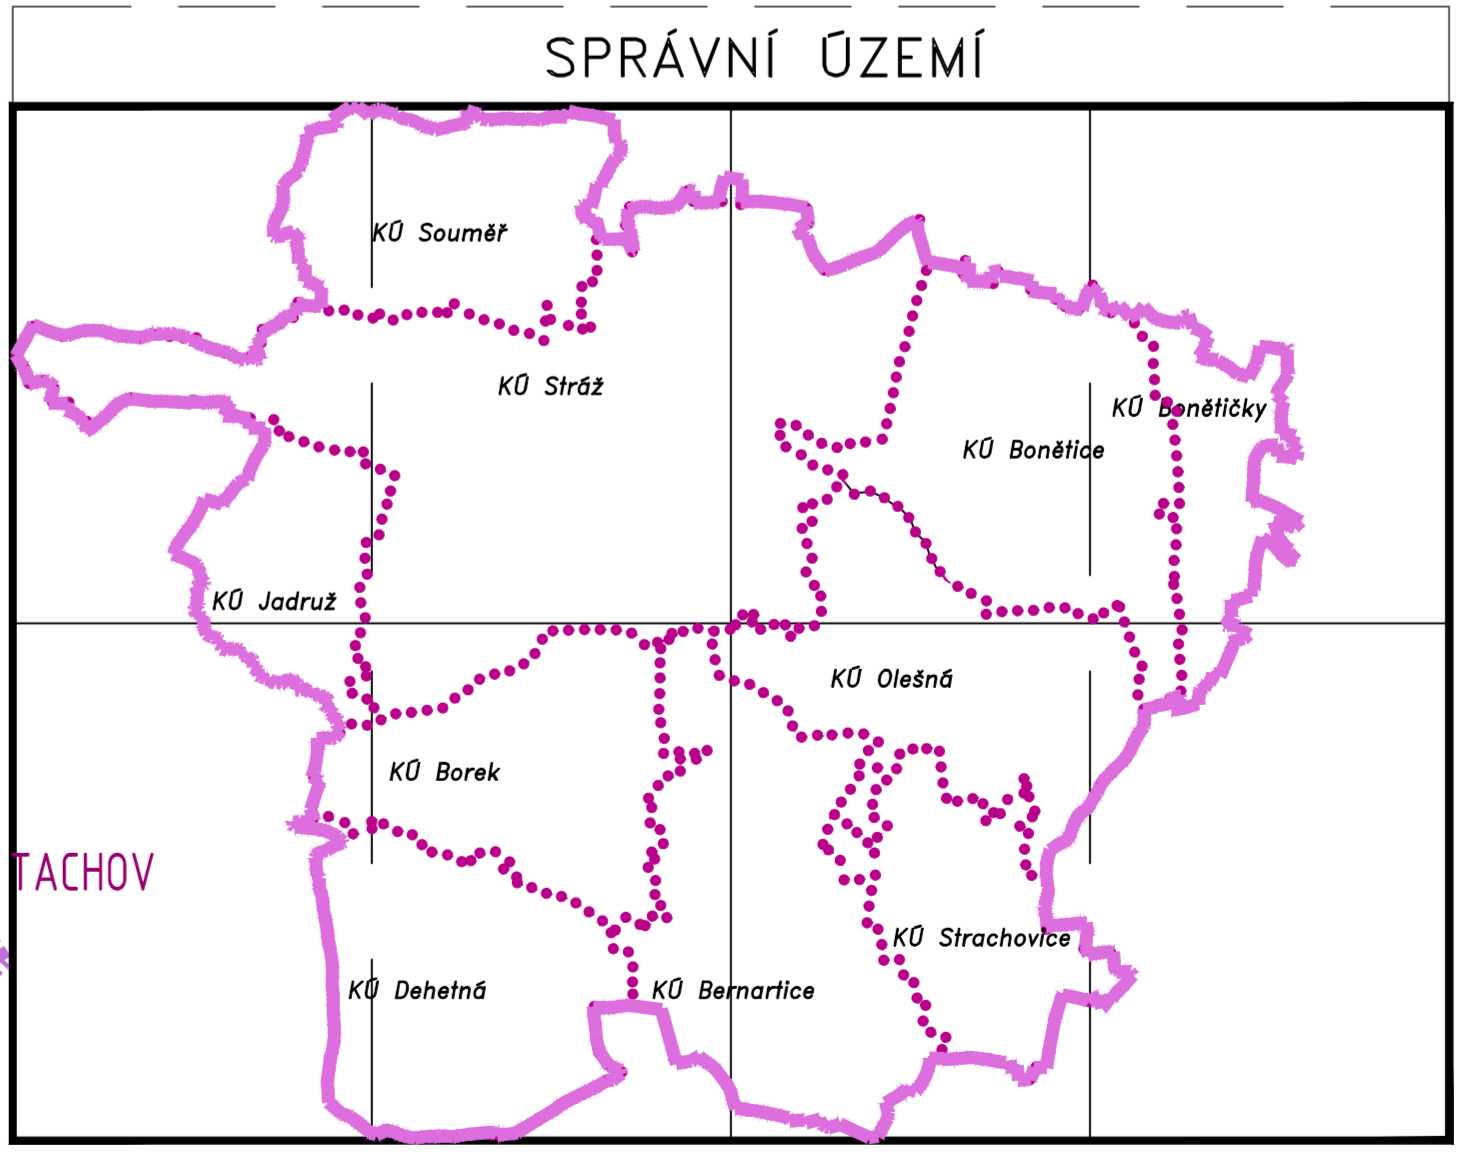 SPRÁVNÍ ÚZEMÍ
KÚ Souměř
KÚ Stráž
KÚ Bonětičky
KÚ Bonětice
KÚ Jadruž
KÚ Olešná
KÚ Borek
TACHOV
KÚ Strachovice
KÚ Dehetná
KÚ Bernartice